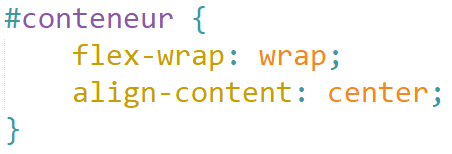 #conteneur {
    flex-wrap: wrap;
    align-content: center;
}